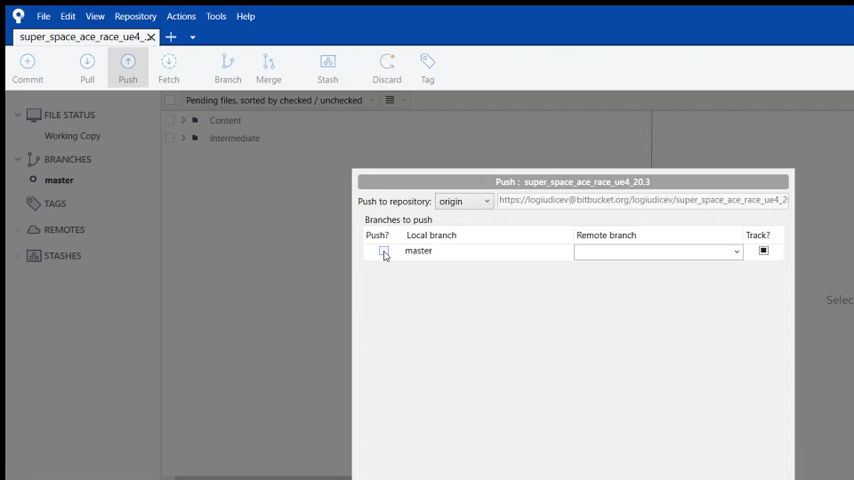 File Edit View Repository Actions Tools Help
super_space_ace_race_ue4_...
Commit Pull Push Fetch Branch Merge Stash Discard Tag
FILE STATUS
Working Copy
BRANCHES
master
TAGS
REMOTES
STASHES
Pending files, sorted by checked / unchecked
Content
Intermediate
Push : super_space_ace_race_ue4_20.3
Push to repository: origin https://logiudicev@bitbucket.org/logiudicev/super_space_ace_race_ue4_2
Branches to push
Push? Local branch Remote branch Track?
master
Selec